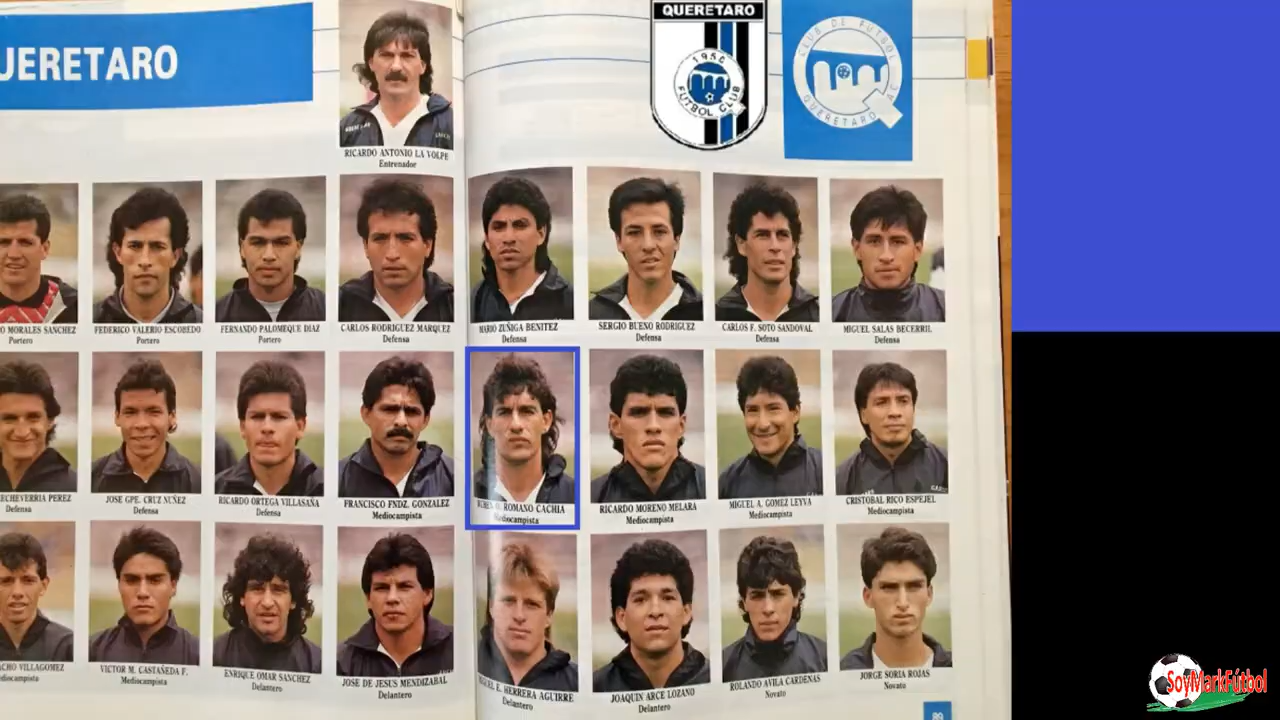 UERETARO
QUERETARO
1950
FUTBOL CLUB
CLUB DE FUTBOL
QUERETARO AC
RICARDO ANTONIO LA VOLPE
Entrenador
O MORALES SANCHEZ
Portero
FEDERICO VALERIO ESCOBEDO
Portero
FERNANDO PALOMEQUE DIAZ
Portero
CARLOS RODRIGUEZ MARQUEZ
Defensa
MARIO ZUÑIGA BENITEZ
Defensa
SERGIO BUENO RODRIGUEZ
Defensa
CARLOS F. SOTO SANDOVAL
Defensa
MIGUEL SALAS BECERRIL
Defensa
ECHEVERRIA PEREZ
Defensa
JOSE GPE. CRUZ NUÑEZ
Defensa
RICARDO ORTEGA VILLASAÑA
Defensa
FRANCISCO FNDZ. GONZALEZ
Mediocampista
O. ROMANO CACHIA
Mediocampista
RICARDO MORENO MELARA
Mediocampista
MIGUEL A. GOMEZ LEYVA
Mediocampista
CRISTOBAL RICO ESPEJEL
Mediocampista
ACHO VILLAGOMEZ
diocampista
VICTOR M. CASTAÑEDA F.
Mediocampista
ENRIQUE OMAR SANCHEZ
Delantero
JOSE DE JESUS MENDIZABAL
Delantero
E. HERRERA AGUIRRE
Delantero
JOAQUIN ARCE LOZANO
Delantero
ROLANDO AVILA CARDENAS
Novato
JORGE SORIA ROJAS
Novato
89
SoyMarkFútbol